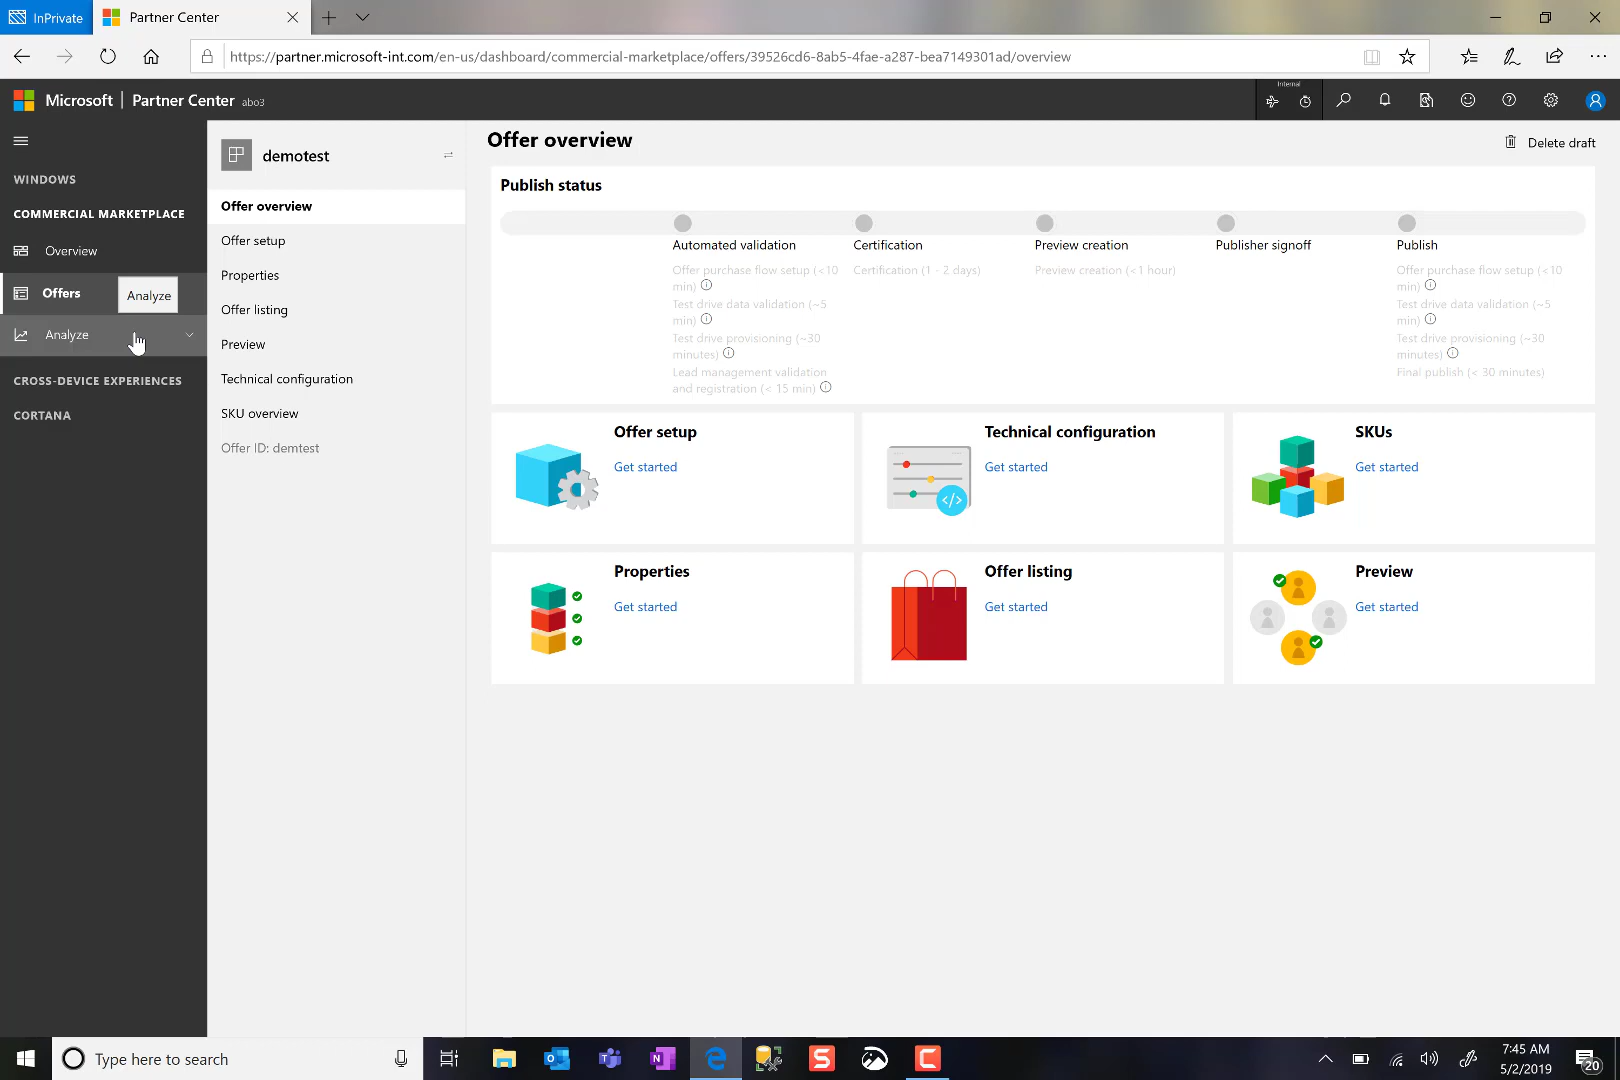 InPrivate
Partner Center
https://partner.microsoft-int.com/en-us/dashboard/commercial-marketplace/offers/39526cd6-8ab5-4fae-a287-bea7149301ad/overview
Microsoft | Partner Center abo3
Internal
WINDOWS
COMMERCIAL MARKETPLACE
Overview
Offers
Analyze
Analyze
CROSS-DEVICE EXPERIENCES
CORTANA
demotest
Offer overview
Offer setup
Properties
Offer listing
Preview
Technical configuration
SKU overview
Offer ID: demtest
Offer overview
Delete draft
Publish status
Automated validation
Offer purchase flow setup (<10
min)
Test drive data validation (~5
min)
Test drive provisioning (~30
minutes)
Lead management validation
and registration (< 15 min)
Certification
Certification (1 - 2 days)
Preview creation
Preview creation (<1 hour)
Publisher signoff
Publish
Offer purchase flow setup (<10
min)
Test drive data validation (~5
min)
Test drive provisioning (~30
minutes)
Final publish (< 30 minutes)
Offer setup
Get started
Technical configuration
Get started
SKUs
Get started
Properties
Get started
Offer listing
Get started
Preview
Get started
Type here to search
7:45 AM
5/2/2019
20